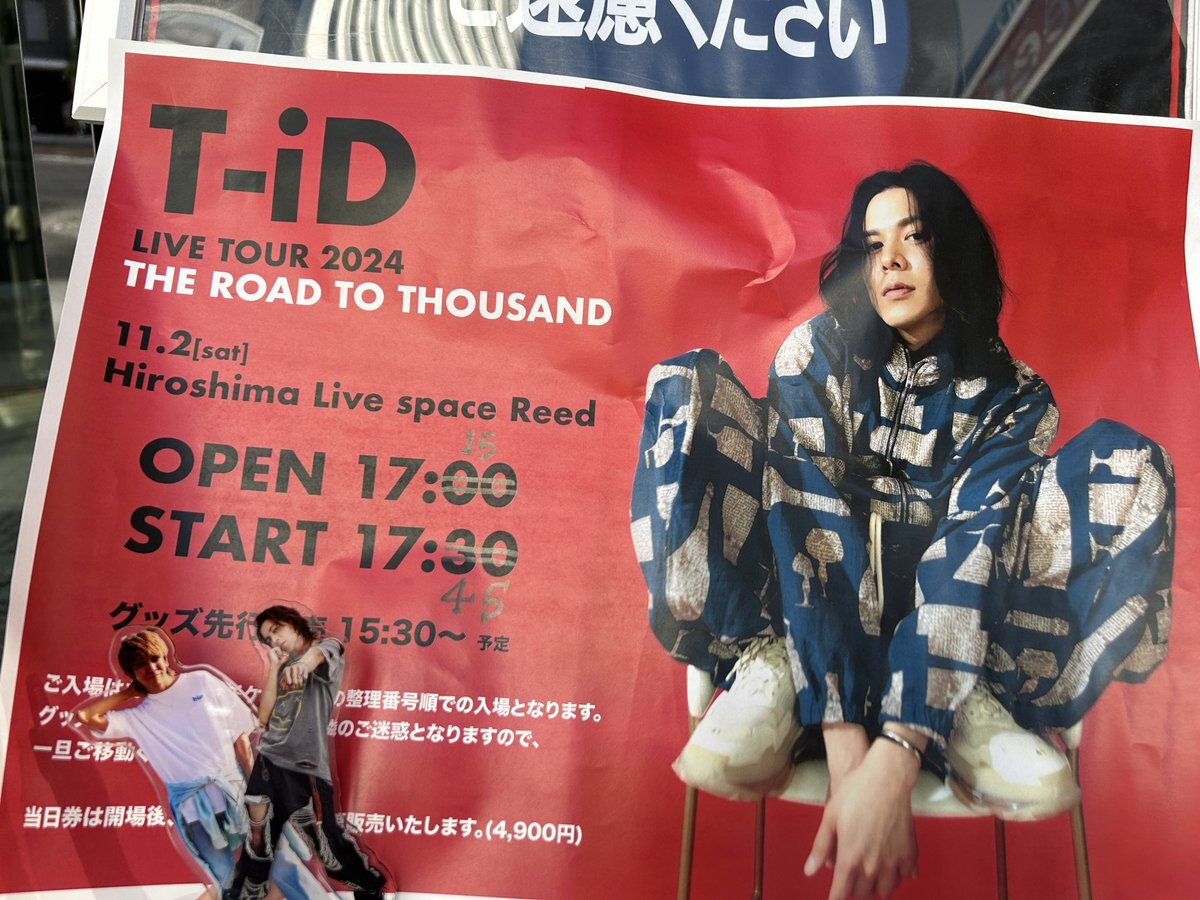 ご遠慮ください
T-iD
LIVE TOUR 2024
THE ROAD TO THOUSAND
11.2[sat]
Hiroshima Live space Reed
15
OPEN 17:00
START 17:30
45
グッズ先行 15:30〜 予定
ご入場は の整理番号順での入場となります。
グッ のご迷惑となりますので、
一旦ご移動
当日券は開場後、 販売いたします。(4,900円)